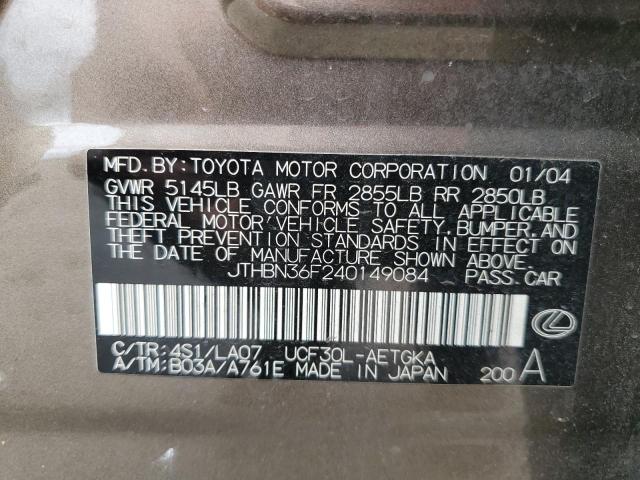 MFD. BY: TOYOTA MOTOR CORPORATION 01/04
GVWR 5145LB GAWR FR 2855LB RR 2850LB
THIS VEHICLE CONFORMS TO ALL APPLICABLE
FEDERAL MOTOR VEHICLE SAFETY, BUMPER, AND
THEFT PREVENTION STANDARDS IN EFFECT ON
THE DATE OF MANUFACTURE SHOWN ABOVE.
JTHBN36F240149084 PASS. CAR
C/TR: 4S1/LA07 UCF30L-AETGKA
A/TM: B03A/A761E MADE IN JAPAN 200 A